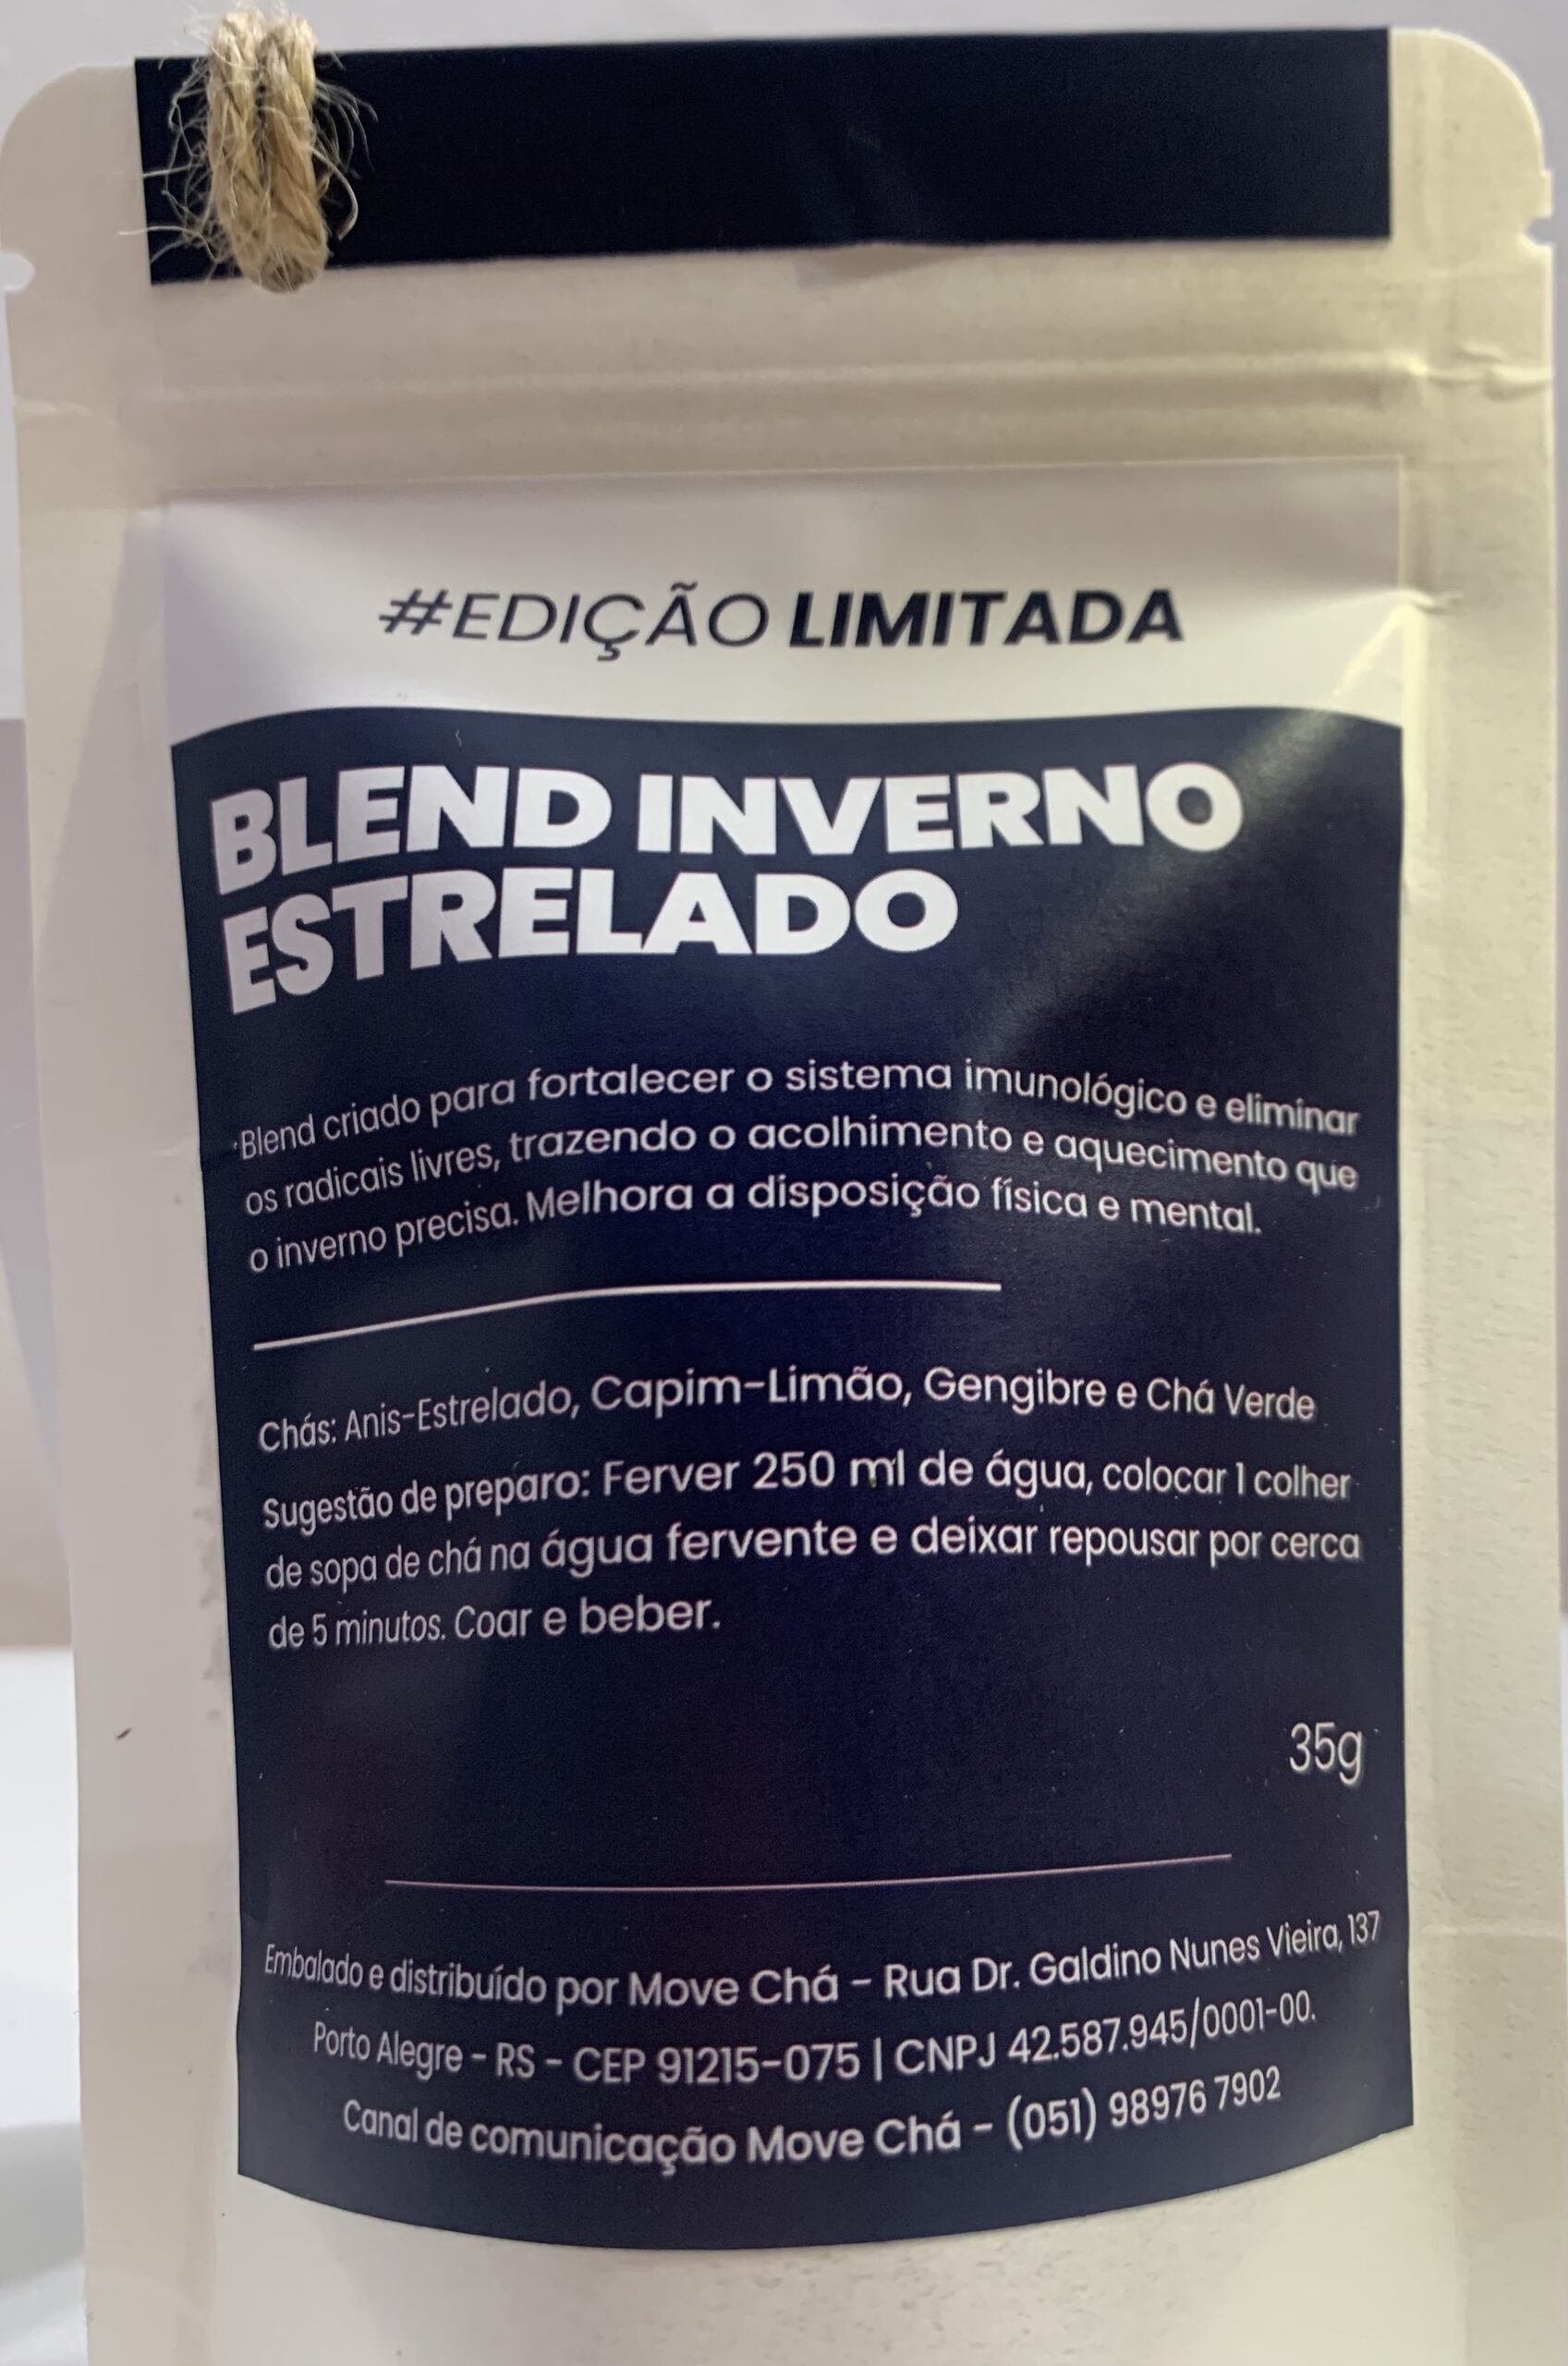 #EDIÇÃO LIMITADA
BLEND INVERNO
ESTRELADO
Blend criado para fortalecer o sistema imunológico e eliminar
os radicais livres, trazendo o acolhimento e aquecimento que
o inverno precisa. Melhora a disposição física e mental.
Chás: Anis-Estrelado, Capim-Limão, Gengibre e Chá Verde
Sugestão de preparo: Ferver 250 ml de água, colocar 1 colher
de sopa de chá na água fervente e deixar repousar por cerca
de 5 minutos. Coar e beber.
35g
Embalado e distribuído por Move Chá - Rua Dr. Galdino Nunes Vieira, 137
Porto Alegre - RS - CEP 91215-075 | CNPJ 42.587.945/0001-00.
Canal de comunicação Move Chá - (051) 98976 7902